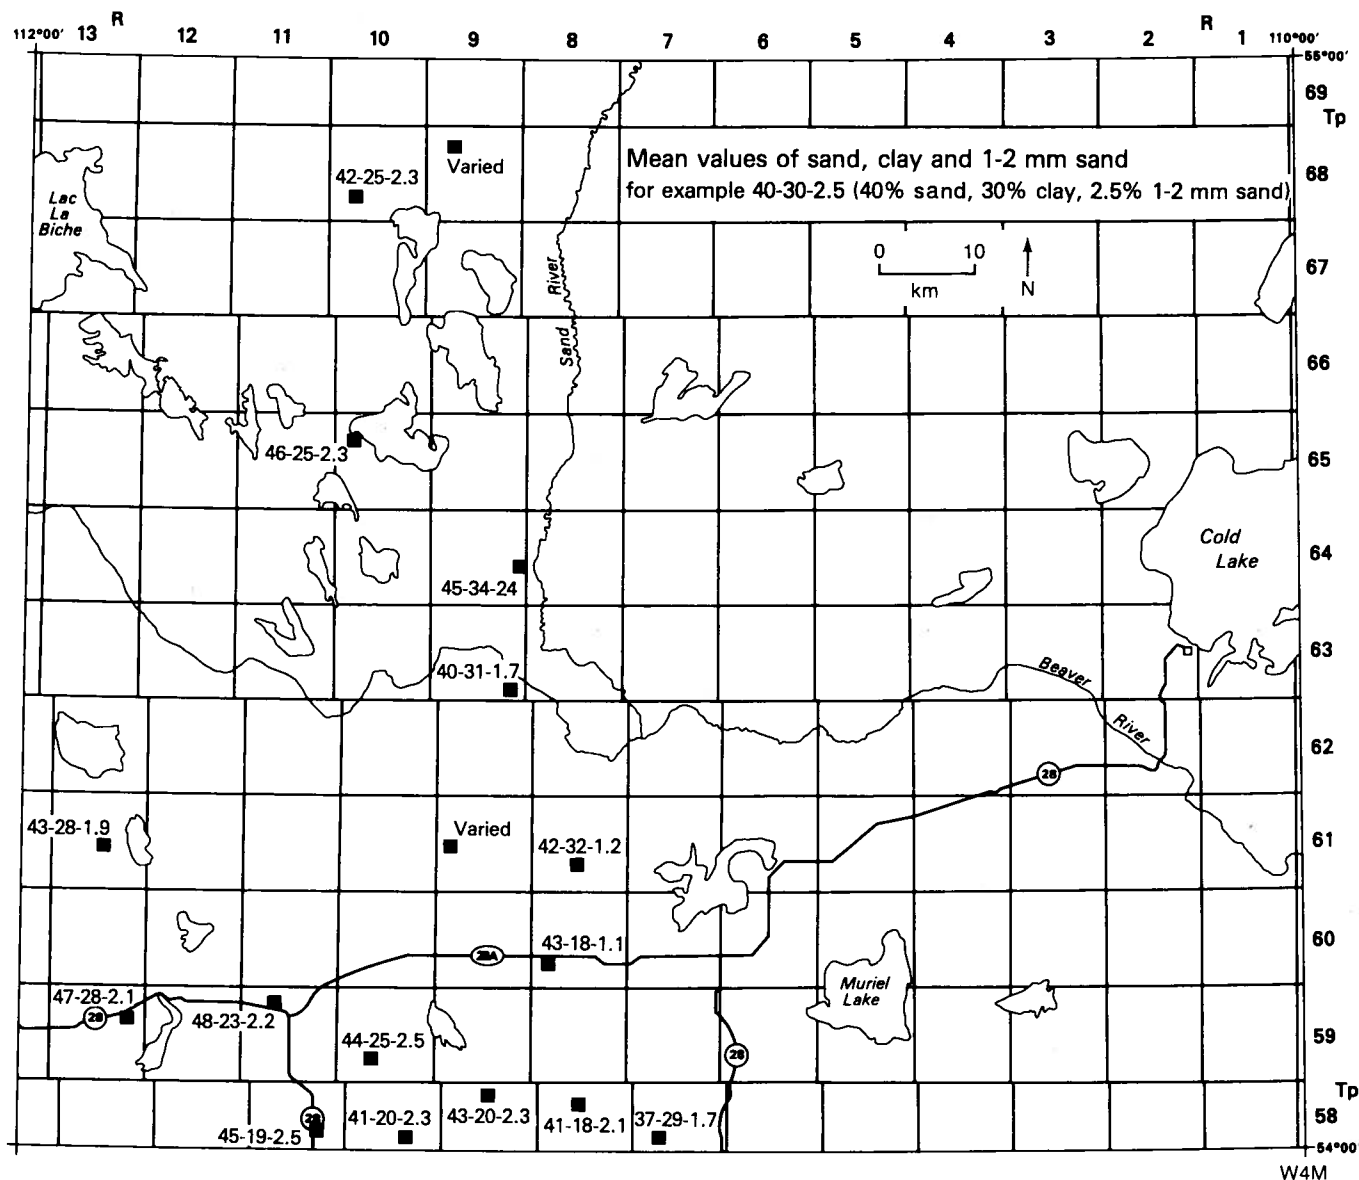 R R
112°00' 13 12 11 10 9 8 7 6 5 4 3 2 1 110°00'
55°00'
69
Tp
Varied
Mean values of sand, clay and 1-2 mm sand
for example 40-30-2.5 (40% sand, 30% clay, 2.5% 1-2 mm sand)
42-25-2.3
68
Lac
La
Biche
0 10
km
N
67
Sand River
66
46-25-2.3
65
Cold
Lake
64
45-34-24
63
40-31-1.7
Beaver
River
62
28
43-28-1.9
Varied
42-32-1.2
61
60
43-18-1.1
28A
Muriel
Lake
47-28-2.1
28
48-23-2.2
59
44-25-2.5
28
Tp
58
28
45-19-2.5
41-20-2.3
43-20-2.3
41-18-2.1
37-29-1.7
54°00'
W4M